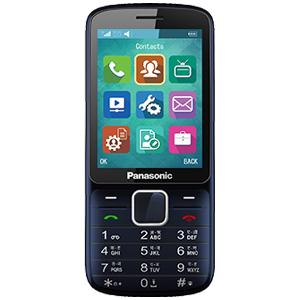 Contacts
OK BACK
Panasonic
1 2 ABC 3 DEF
4 GHI 5 JKL 6 MNO
7 PQRS 8 TUV 9 WXYZ
* 0 #